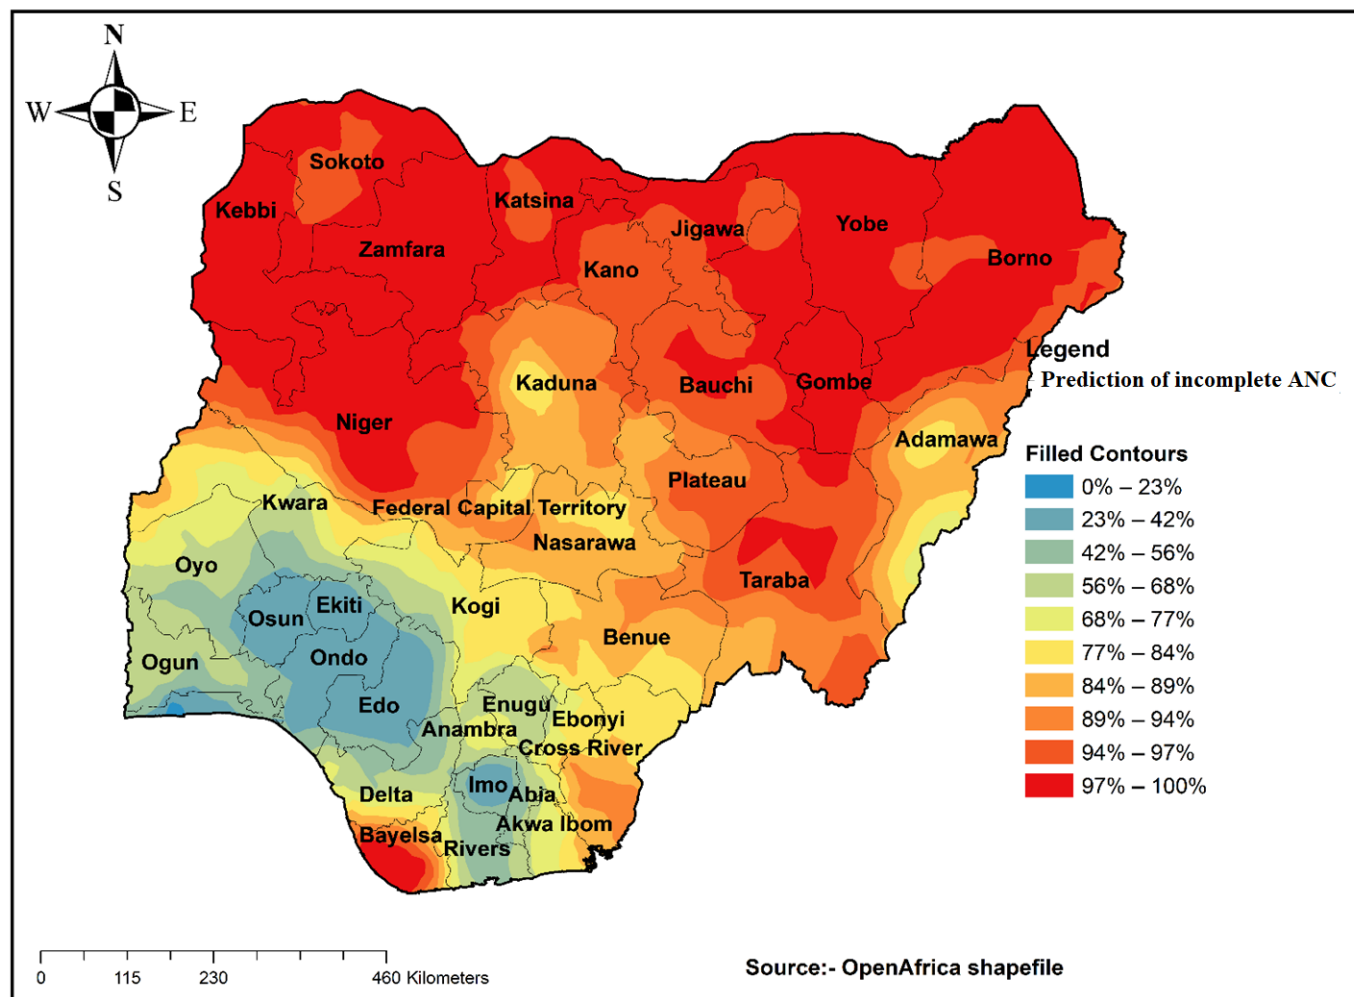 N
W
E
S
Sokoto
Kebbi
Katsina
Zamfara
Jigawa
Kano
Yobe
Borno
Kaduna
Bauchi
Gombe
Niger
Adamawa
Plateau
Kwara
Federal Capital Territory
Nasarawa
Oyo
Taraba
Kogi
Ekiti
Osun
Benue
Ondo
Ogun
Edo
Enugu
Anambra
Ebonyi
Cross River
Imo
Abia
Delta
Akwa Ibom
Bayelsa
Rivers
Legend
Prediction of incomplete ANC
Filled Contours
0% – 23%
23% – 42%
42% – 56%
56% – 68%
68% – 77%
77% – 84%
84% – 89%
89% – 94%
94% – 97%
97% – 100%
0 115 230 460 Kilometers
Source:- OpenAfrica shapefile